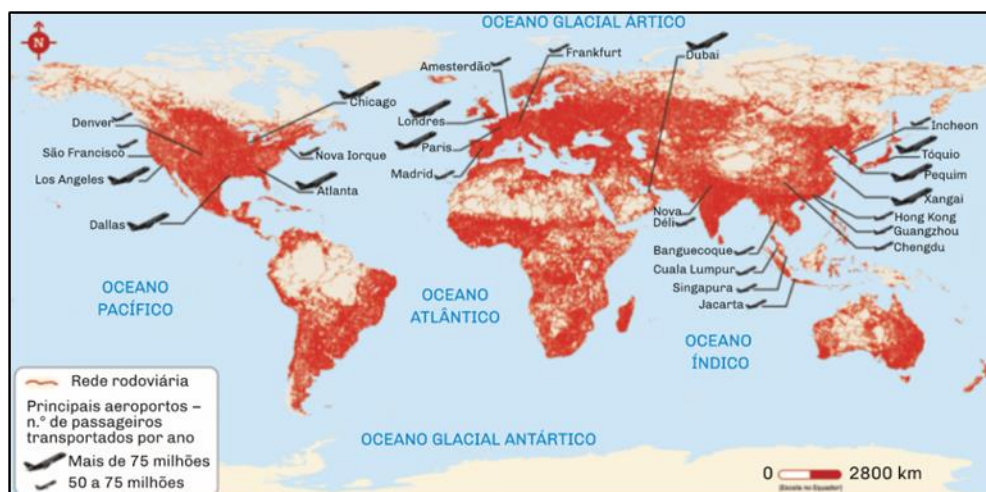 OCEANO GLACIAL ÁRTICO
N
Frankfurt
Dubai
Amesterdão
Chicago
Londres
Denver
Incheon
São Francisco
Nova Iorque
Paris
Tóquio
Los Angeles
Madrid
Pequim
Atlanta
Xangai
Nova
Déli
Dallas
Hong Kong
Guangzhou
Banguecoque
Chengdu
Cuala Lumpur
OCEANO
PACÍFICO
OCEANO
ATLÂNTICO
Singapura
Jacarta
OCEANO
ÍNDICO
Rede rodoviária
Principais aeroportos –
n.º de passageiros
transportados por ano
Mais de 75 milhões
50 a 75 milhões
OCEANO GLACIAL ANTÁRTICO
0 2800 km
(Escala no Equador)